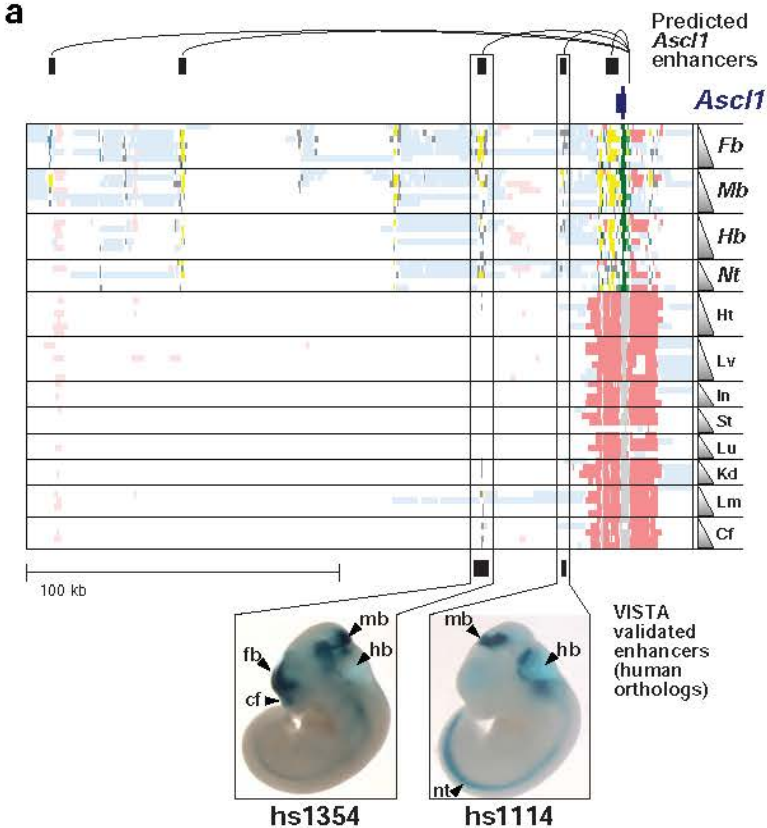 a
Predicted
Ascl1
enhancers
Ascl1
Fb
Mb
Hb
Nt
Ht
Lv
In
St
Lu
Kd
Lm
Cf
100 kb
mb
hb
fb
cf
mb
hb
nt
VISTA
validated
enhancers
(human
orthologs)
hs1354
hs1114